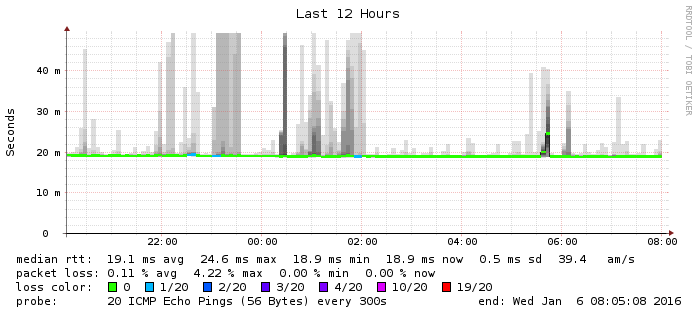 Last 12 Hours
RRDTOOL / TOBI OETIKER
Seconds
40 m
30 m
20 m
10 m
0
22:00 00:00 02:00 04:00 06:00 08:00
median rtt: 19.1 ms avg 24.6 ms max 18.9 ms min 18.9 ms now 0.5 ms sd 39.4 am/s
packet loss: 0.11 % avg 4.22 % max 0.00 % min 0.00 % now
loss color: 0 1/20 2/20 3/20 4/20 10/20 19/20
probe: 20 ICMP Echo Pings (56 Bytes) every 300s end: Wed Jan 6 08:05:08 2016